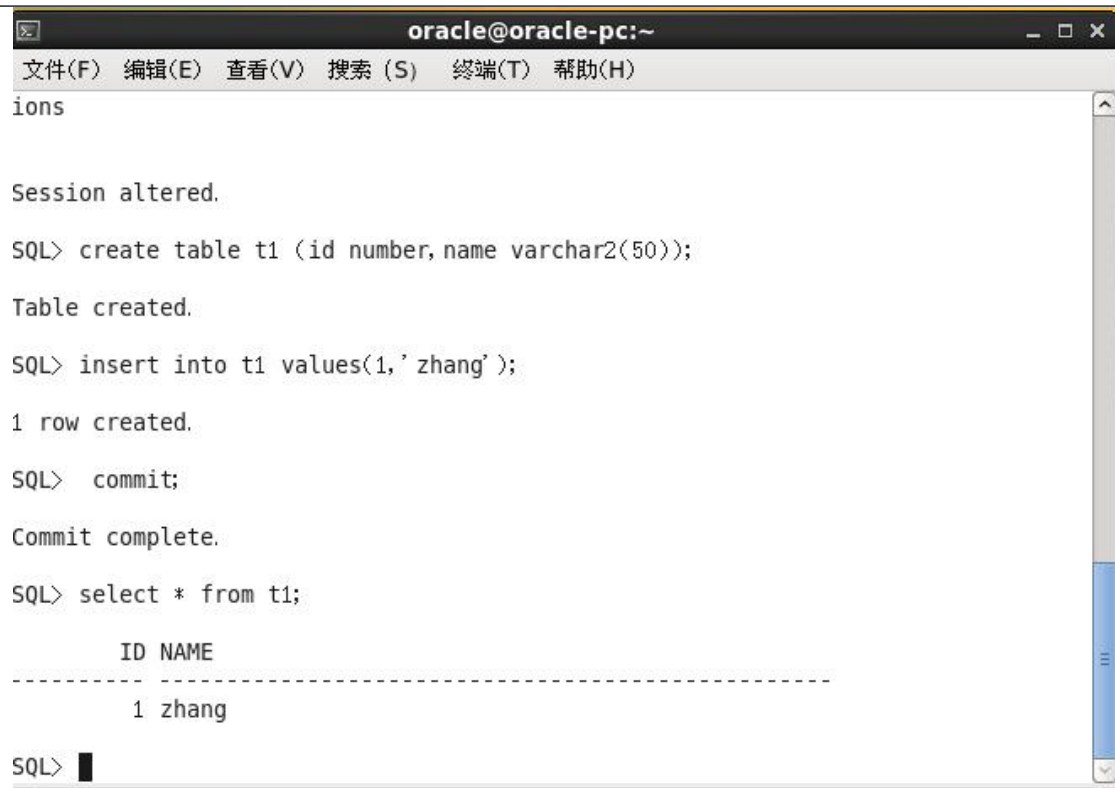 oracle@oracle-pc:~
文件(F) 编辑(E) 查看(V) 搜索 (S) 终端(T) 帮助(H)
ions
Session altered.
SQL> create table t1 (id number,name varchar2(50));
Table created.
SQL> insert into t1 values(1,'zhang');
1 row created.
SQL>  commit;
Commit complete.
SQL> select * from t1;
        ID NAME
---------- --------------------------------------------------
         1 zhang
SQL>